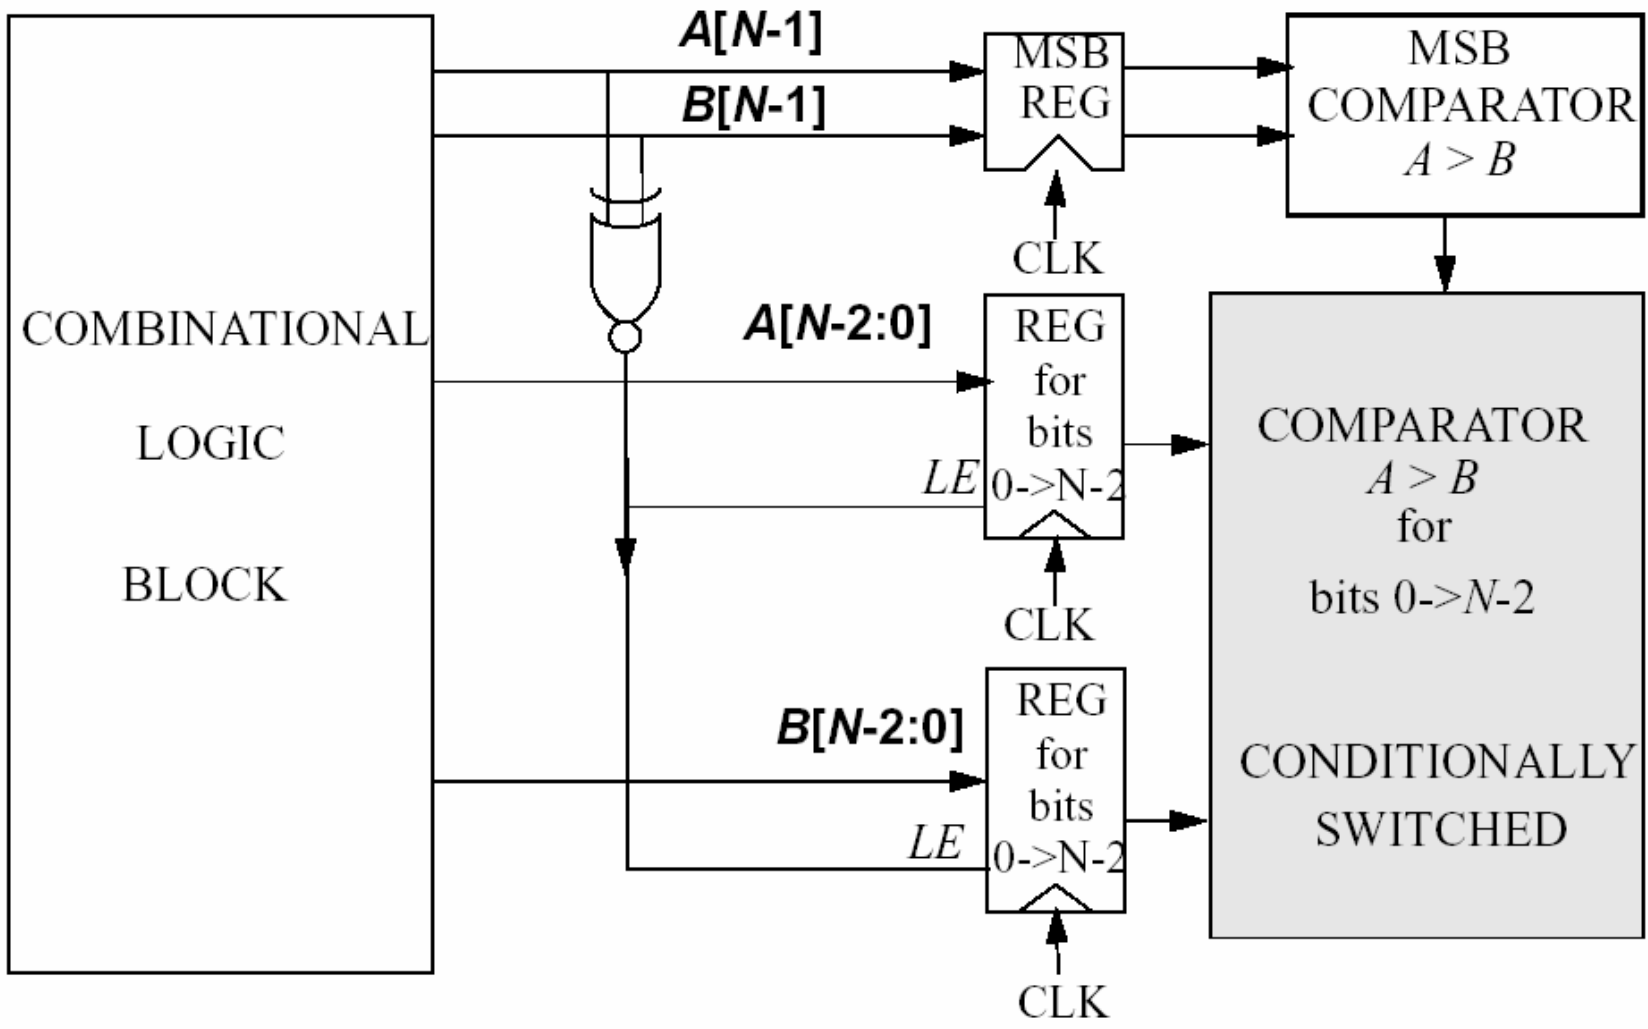 A[N-1]
B[N-1]
MSB
REG
CLK
MSB
COMPARATOR
A > B
COMBINATIONAL
LOGIC
BLOCK
A[N-2:0]
LE
REG
for
bits
0->N-2
CLK
B[N-2:0]
LE
REG
for
bits
0->N-2
CLK
COMPARATOR
A > B
for
bits 0->N-2
CONDITIONALLY
SWITCHED